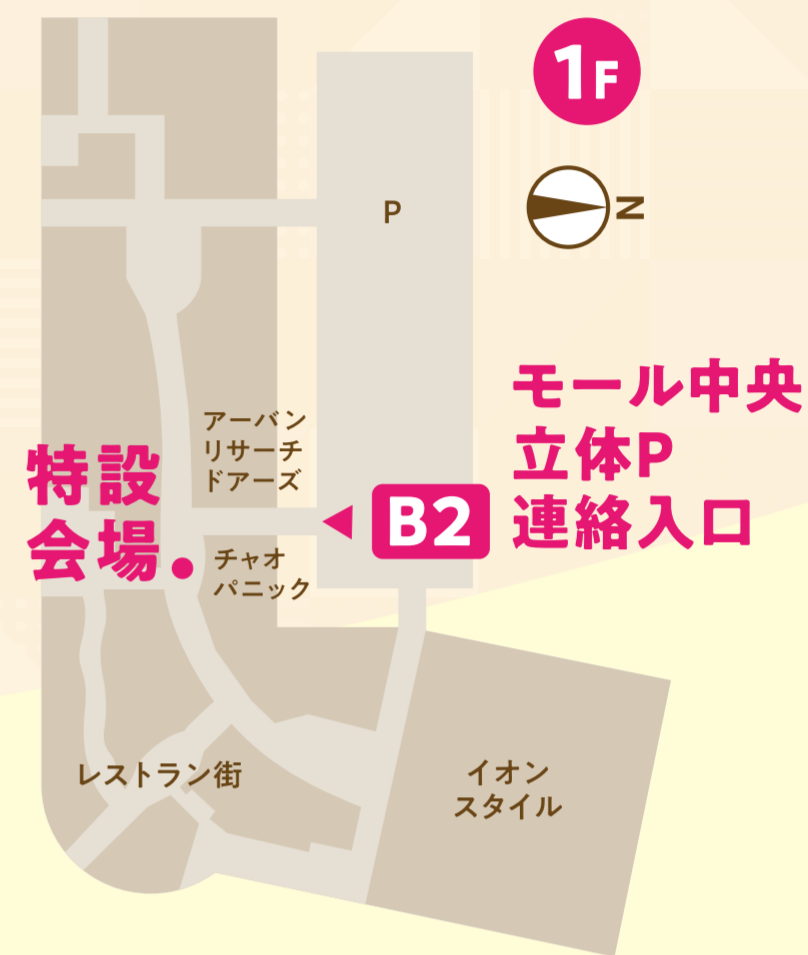 1F
N
P
モール中央
立体P
連絡入口
B2
アーバン
リサーチ
ドアーズ
特設
会場
チャオ
パニック
レストラン街
イオン
スタイル